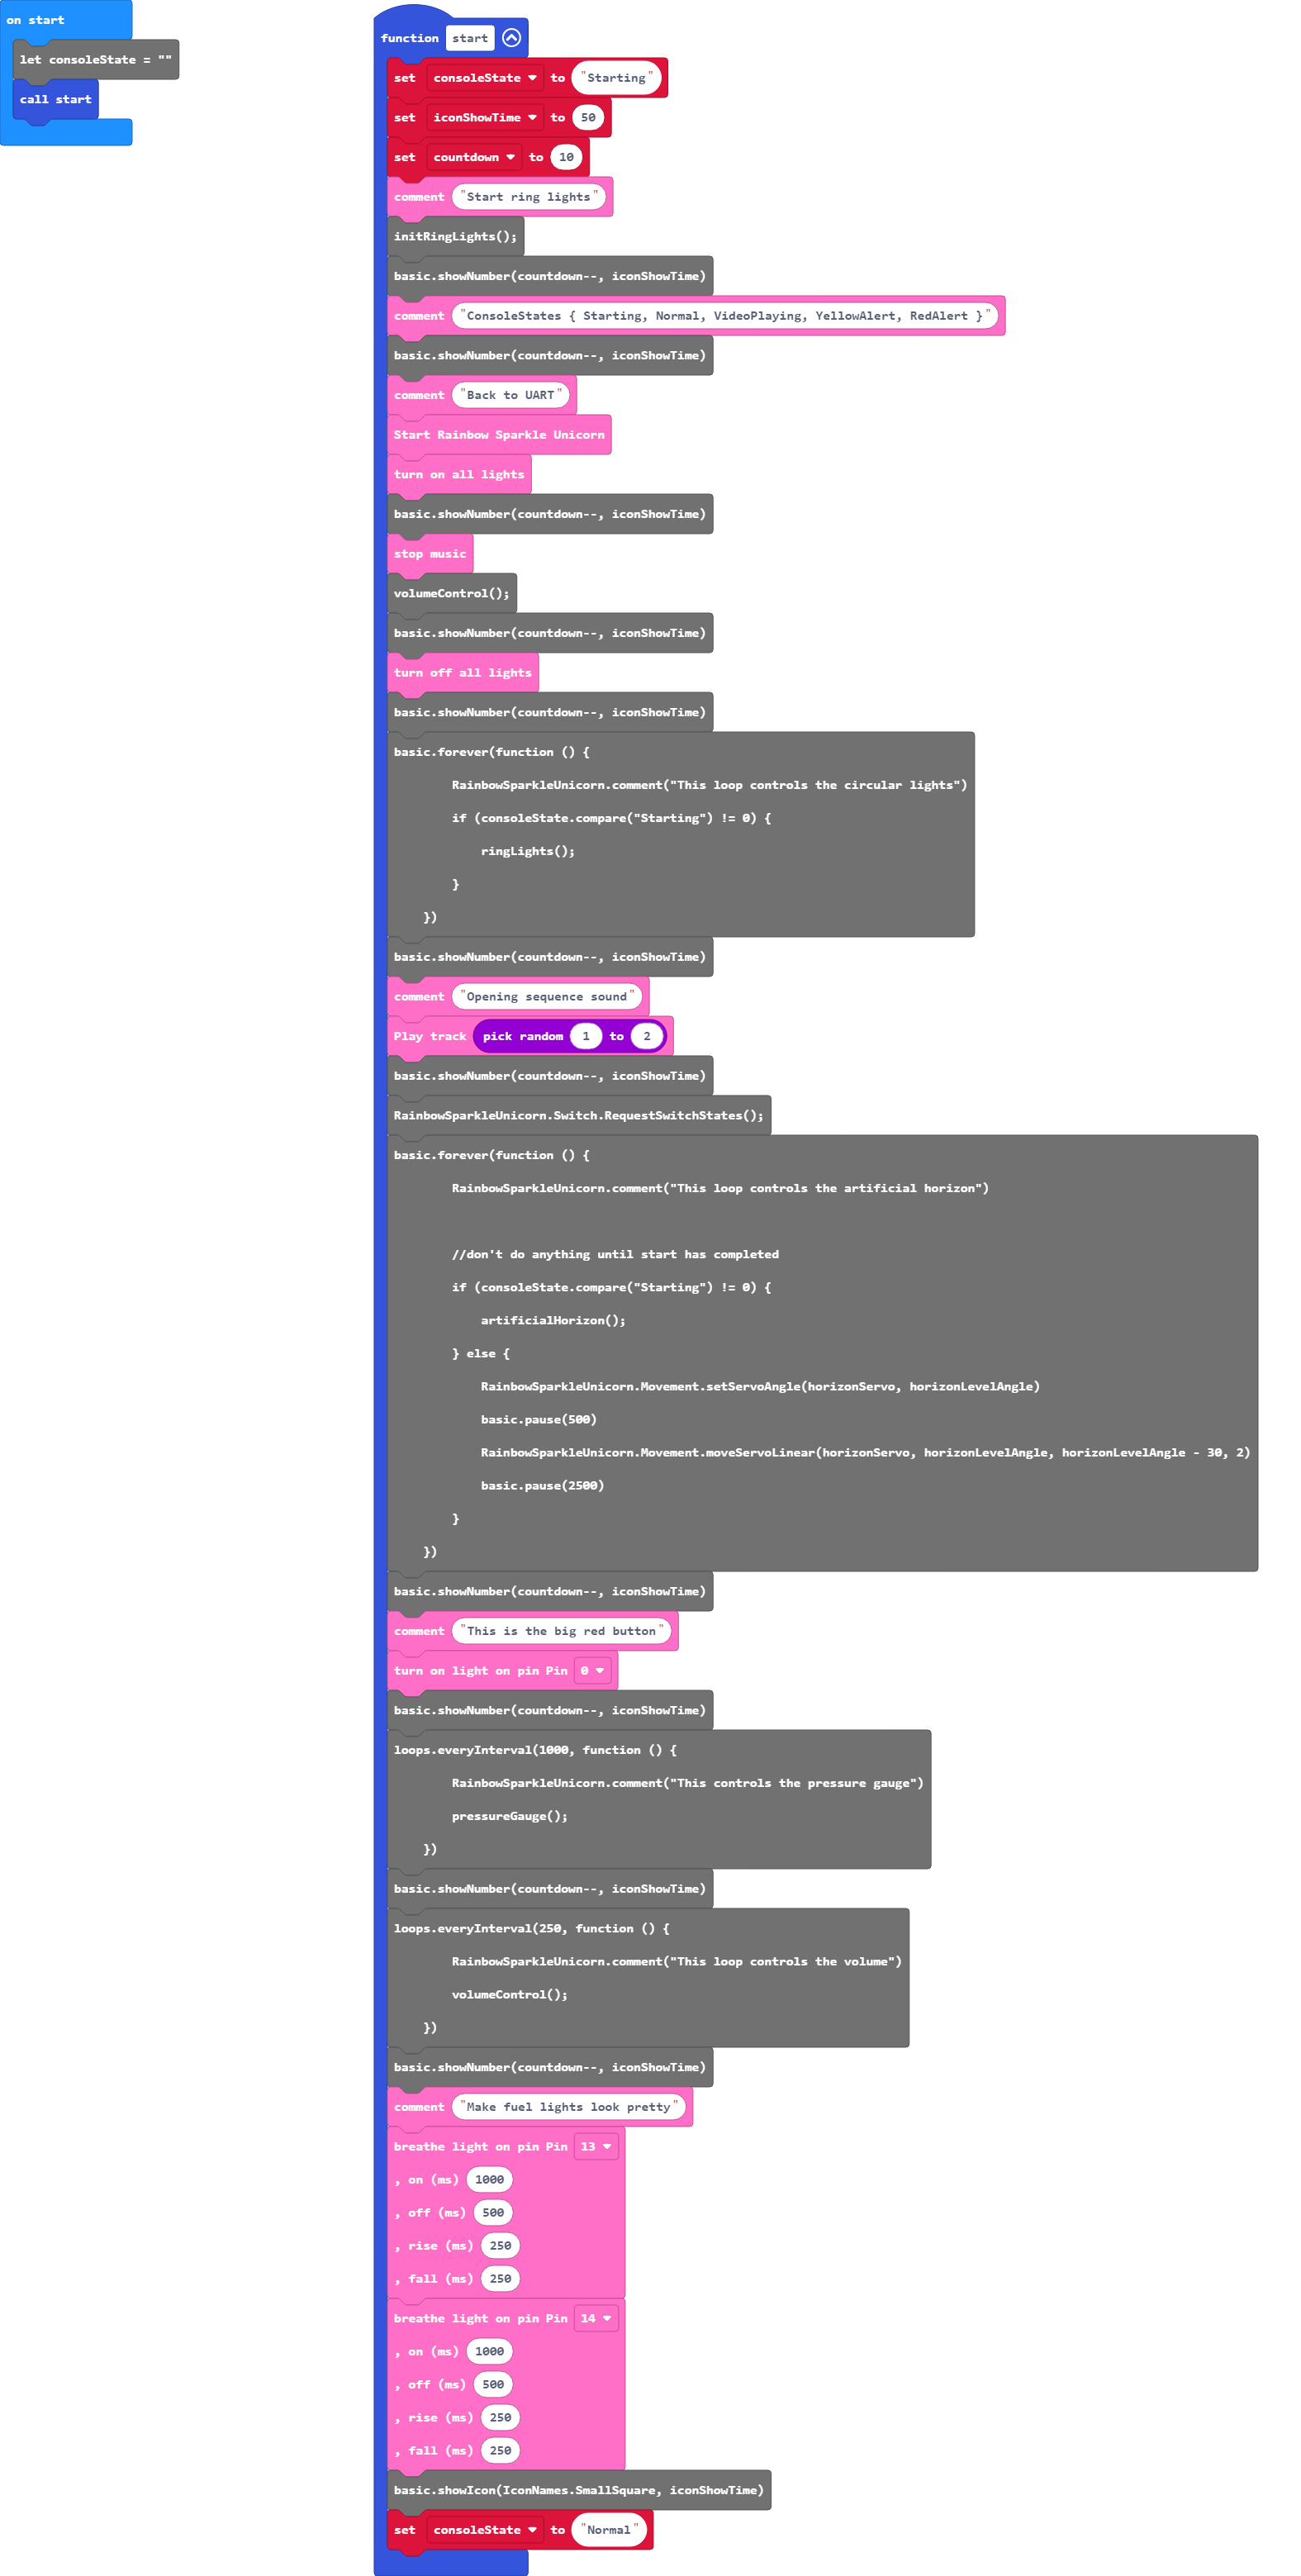 on start
let consoleState = ""
call start
function start
set consoleState to "Starting"
set iconShowTime to 50
set countdown to 10
comment "Start ring lights"
initRingLights();
basic.showNumber(countdown--, iconShowTime)
comment "ConsoleStates { Starting, Normal, VideoPlaying, YellowAlert, RedAlert }"
basic.showNumber(countdown--, iconShowTime)
comment "Back to UART"
Start Rainbow Sparkle Unicorn
turn on all lights
basic.showNumber(countdown--, iconShowTime)
stop music
volumeControl();
basic.showNumber(countdown--, iconShowTime)
turn off all lights
basic.showNumber(countdown--, iconShowTime)
basic.forever(function () {
RainbowSparkleUnicorn.comment("This loop controls the circular lights")
if (consoleState.compare("Starting") != 0) {
ringLights();
}
})
basic.showNumber(countdown--, iconShowTime)
comment "Opening sequence sound"
Play track pick random 1 to 2
basic.showNumber(countdown--, iconShowTime)
RainbowSparkleUnicorn.Switch.RequestSwitchStates();
basic.forever(function () {
RainbowSparkleUnicorn.comment("This loop controls the artificial horizon")
//don't do anything until start has completed
if (consoleState.compare("Starting") != 0) {
artificialHorizon();
} else {
RainbowSparkleUnicorn.Movement.setServoAngle(horizonServo, horizonLevelAngle)
basic.pause(500)
RainbowSparkleUnicorn.Movement.moveServoLinear(horizonServo, horizonLevelAngle, horizonLevelAngle - 30, 2)
basic.pause(2500)
}
})
basic.showNumber(countdown--, iconShowTime)
comment "This is the big red button"
turn on light on pin Pin 0
basic.showNumber(countdown--, iconShowTime)
loops.everyInterval(1000, function () {
RainbowSparkleUnicorn.comment("This controls the pressure gauge")
pressureGauge();
})
basic.showNumber(countdown--, iconShowTime)
loops.everyInterval(250, function () {
RainbowSparkleUnicorn.comment("This loop controls the volume")
volumeControl();
})
basic.showNumber(countdown--, iconShowTime)
comment "Make fuel lights look pretty"
breathe light on pin Pin 13
, on (ms) 1000
, off (ms) 500
, rise (ms) 250
, fall (ms) 250
breathe light on pin Pin 14
, on (ms) 1000
, off (ms) 500
, rise (ms) 250
, fall (ms) 250
basic.showIcon(IconNames.SmallSquare, iconShowTime)
set consoleState to "Normal"